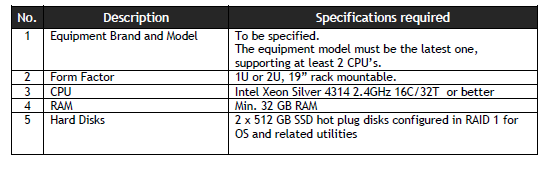 No. Description Specifications required
1 Equipment Brand and Model To be specified.
The equipment model must be the latest one,
supporting at least 2 CPU's.
2 Form Factor 1U or 2U, 19” rack mountable.
3 CPU Intel Xeon Silver 4314 2.4GHz 16C/32T or better
4 RAM Min. 32 GB RAM
5 Hard Disks 2 x 512 GB SSD hot plug disks configured in RAID 1 for
OS and related utilities